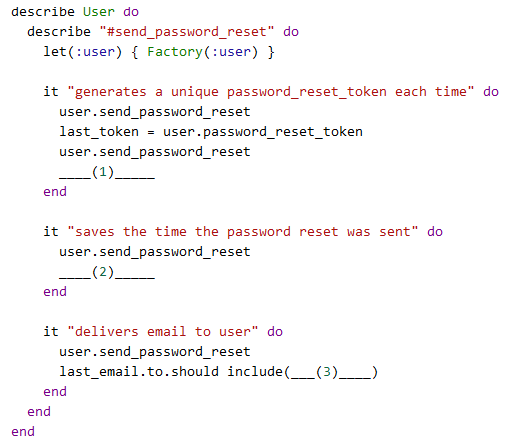 describe User do
  describe "#send_password_reset" do
    let(:user) { Factory(:user) }

    it "generates a unique password_reset_token each time" do
      user.send_password_reset
      last_token = user.password_reset_token
      user.send_password_reset
      ____(1)_____
    end

    it "saves the time the password reset was sent" do
      user.send_password_reset
      ____(2)_____
    end

    it "delivers email to user" do
      user.send_password_reset
      last_email.to.should include(___(3)____)
    end
  end
end